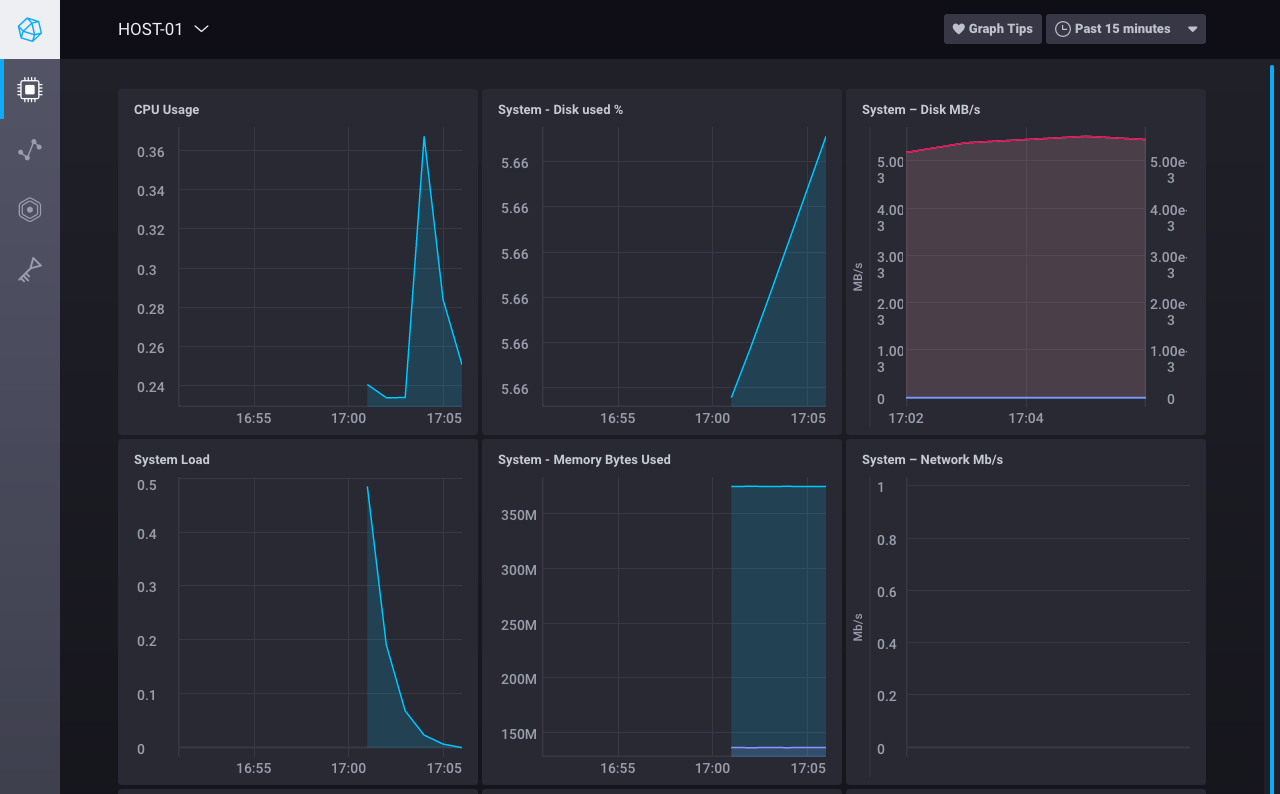 HOST-01
Graph Tips
Past 15 minutes
CPU Usage
0.36
0.34
0.32
0.3
0.28
0.26
0.24
16:55 17:00 17:05
System - Disk used %
5.66
5.66
5.66
5.66
5.66
5.66
16:55 17:00 17:05
System – Disk MB/s
MB/s
5.00
3
4.00
3
3.00
3
2.00
3
1.00
3
0
5.00e-
3
4.00e-
3
3.00e-
3
2.00e-
3
1.00e-
3
0
17:02 17:04
System Load
0.5
0.4
0.3
0.2
0.1
0
16:55 17:00 17:05
System - Memory Bytes Used
350M
300M
250M
200M
150M
16:55 17:00 17:05
System – Network Mb/s
Mb/s
1
0.8
0.6
0.4
0.2
0